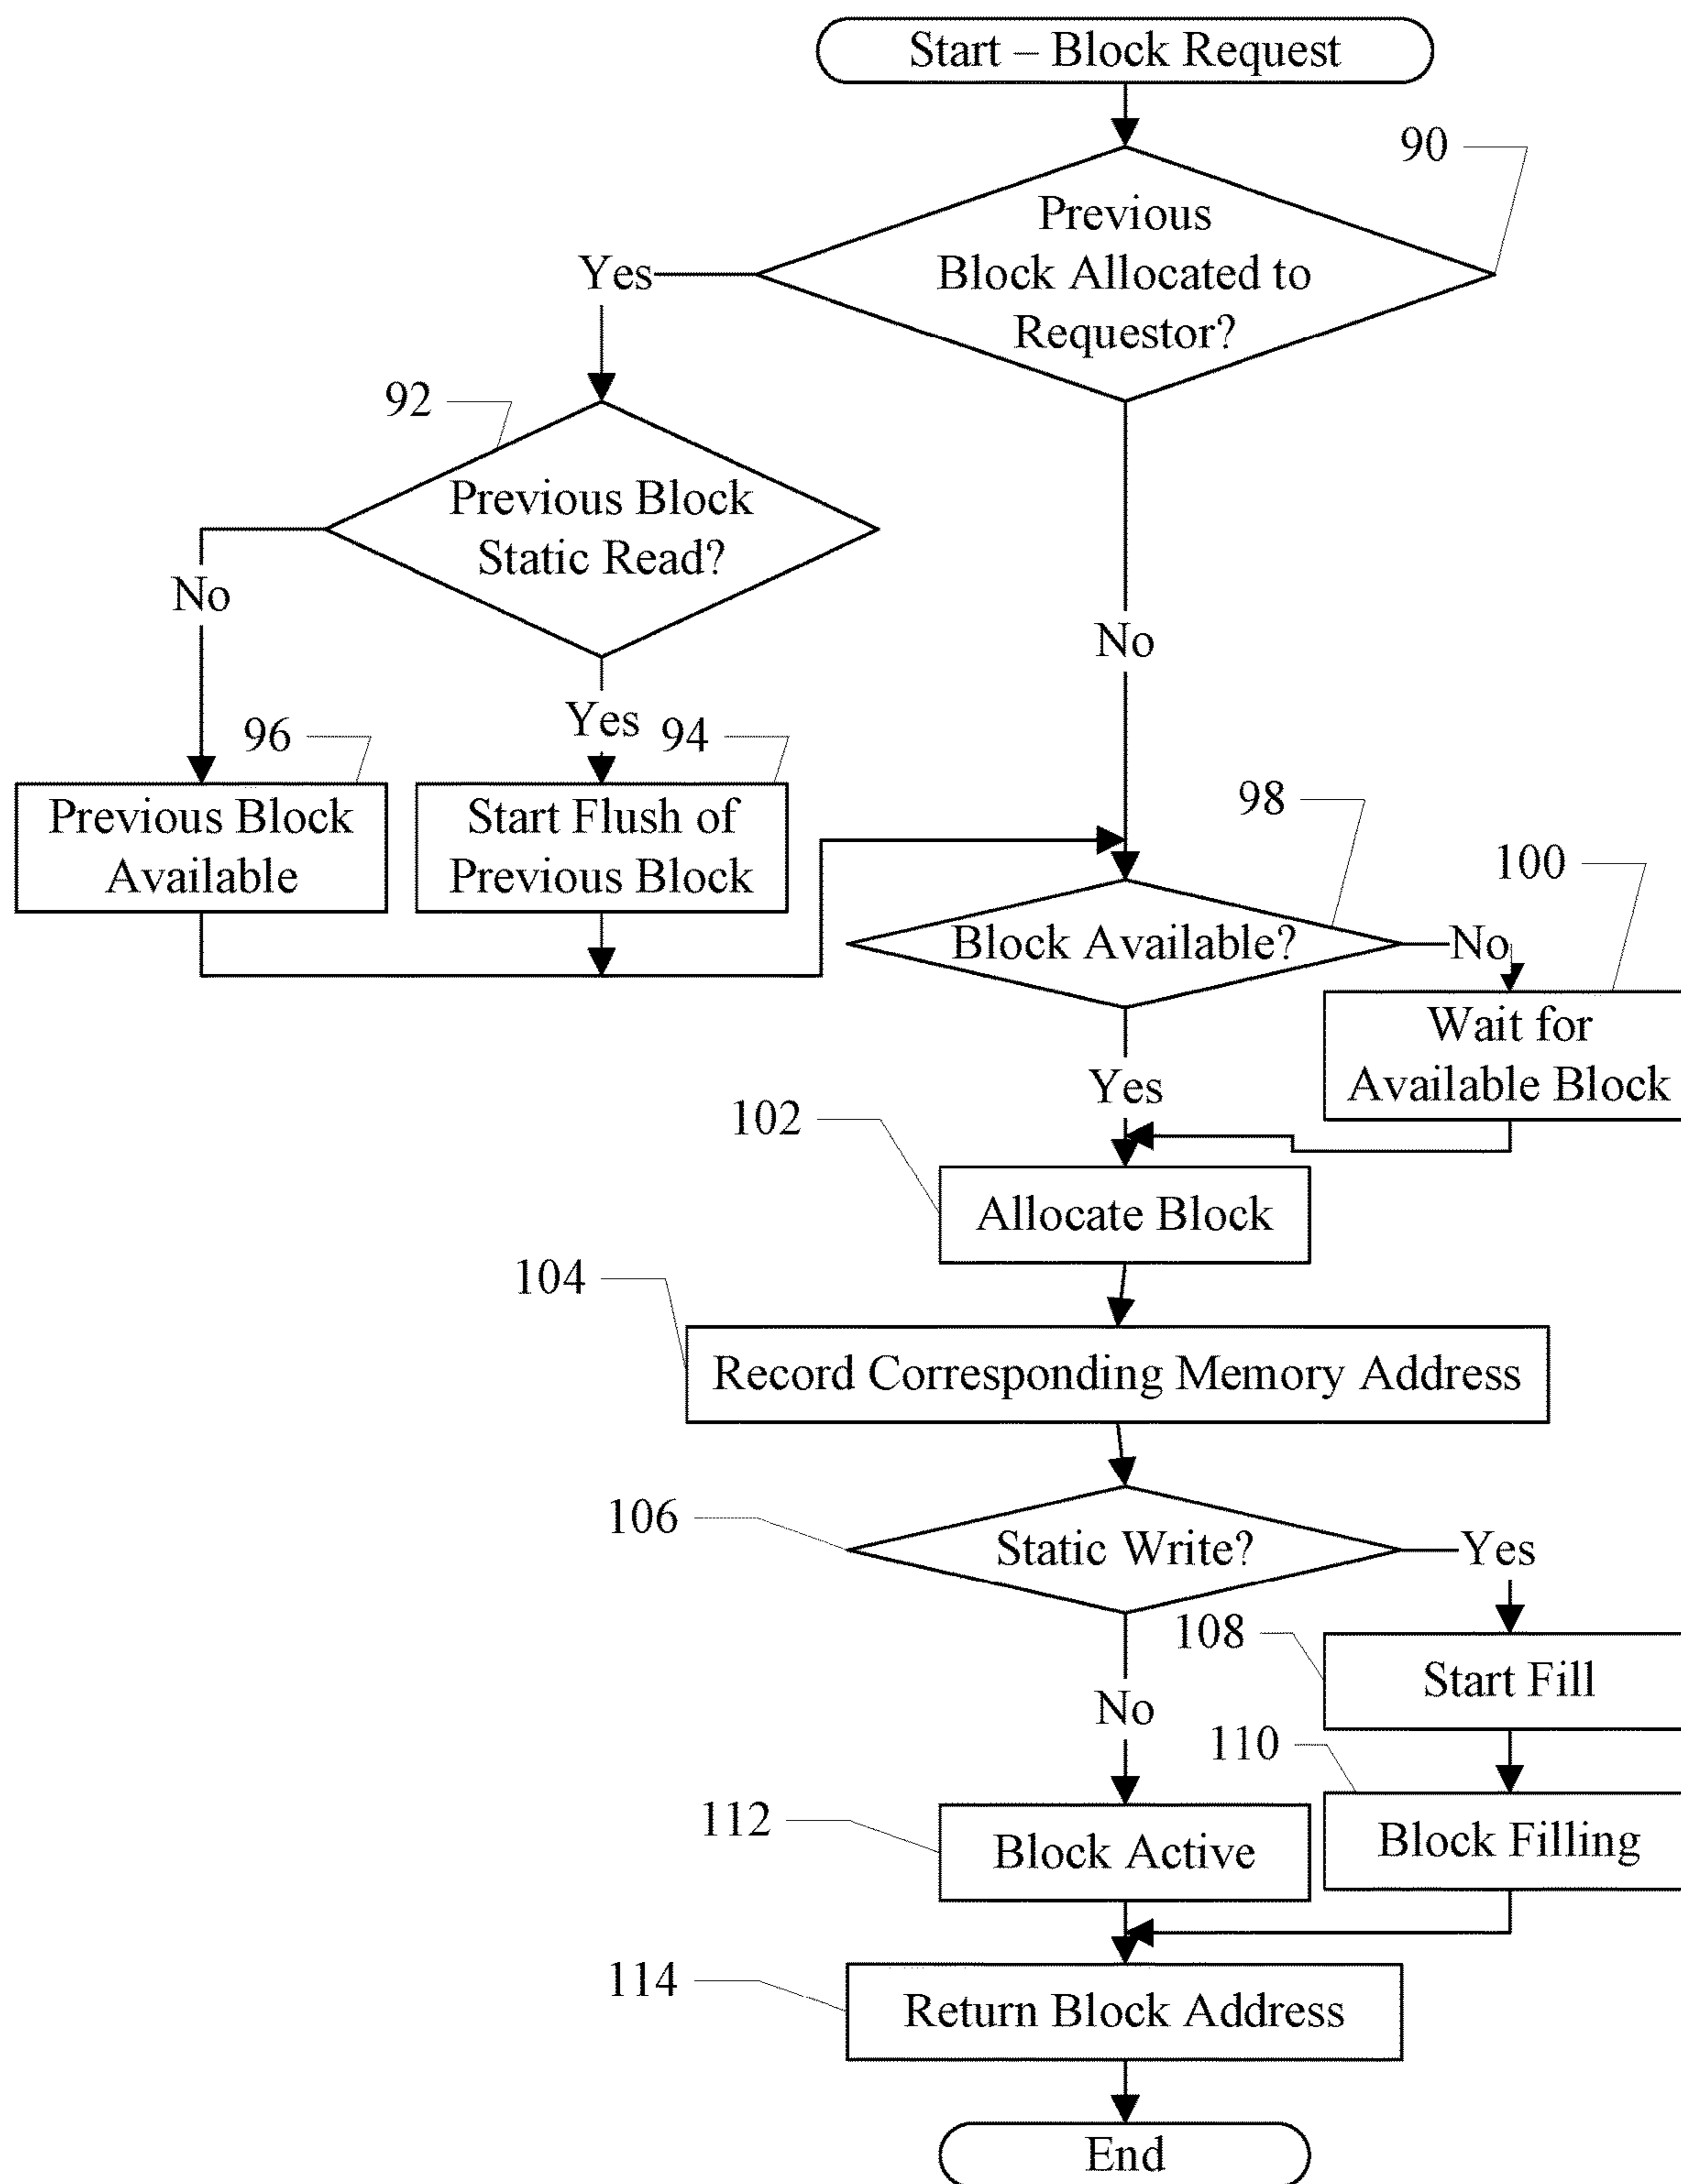 Start – Block Request
90
Previous
Block Allocated to
Requestor?
Yes
92
Previous Block
Static Read?
No
No
Yes
96
94
Previous Block
Available
Start Flush of
Previous Block
98
100
Block Available?
No
Wait for
Available Block
Yes
102
Allocate Block
104
Record Corresponding Memory Address
106
Static Write?
Yes
108
Start Fill
No
110
Block Filling
112
Block Active
114
Return Block Address
End